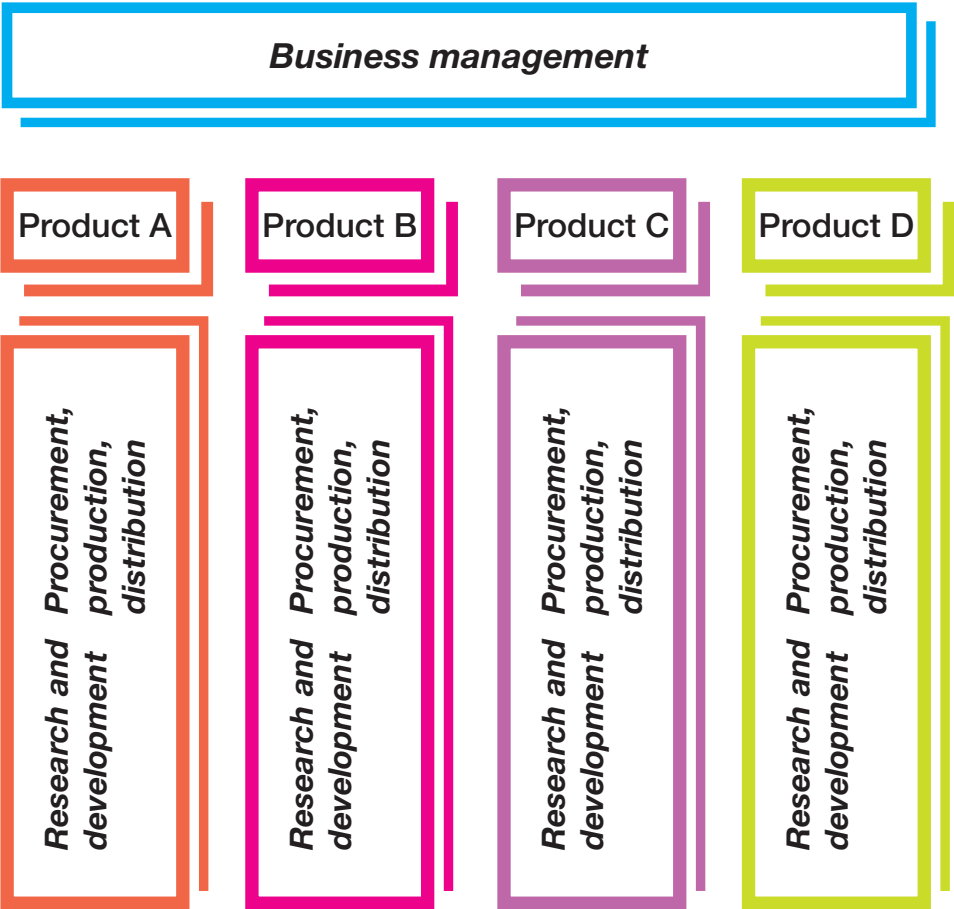 Business management
Product A
Product B
Product C
Product D
Research and
development
Procurement,
production,
distribution
Research and
development
Procurement,
production,
distribution
Research and
development
Procurement,
production,
distribution
Research and
development
Procurement,
production,
distribution